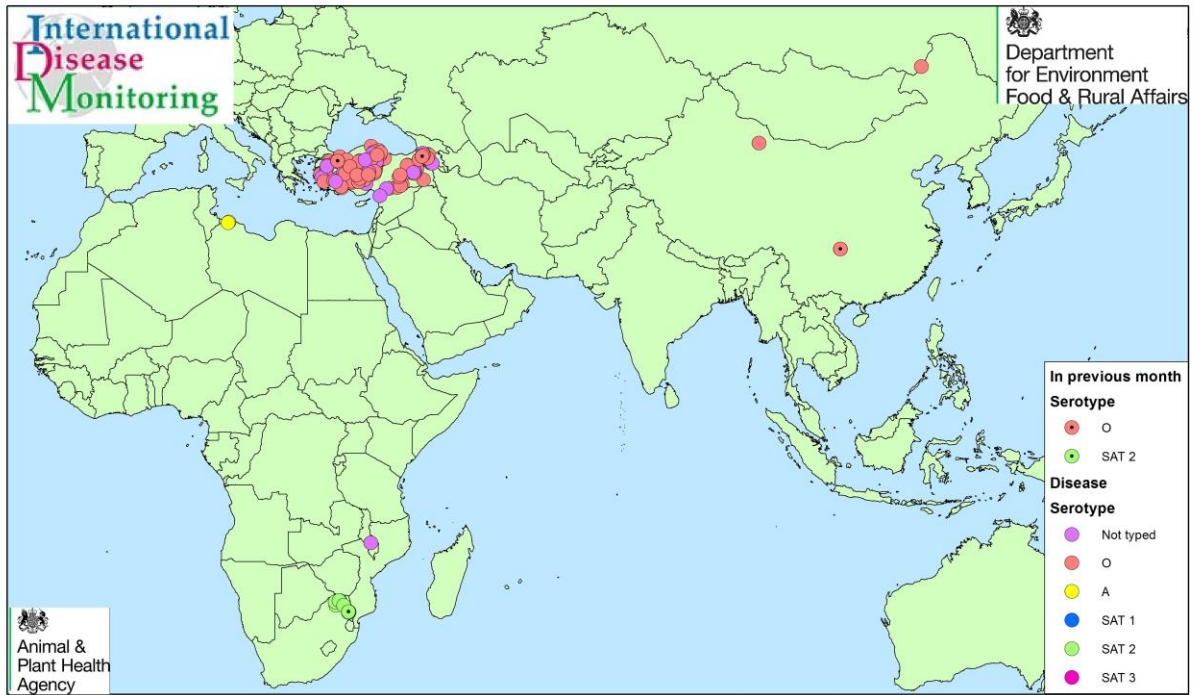 International
Disease
Monitoring
Department
for Environment
Food & Rural Affairs
In previous month
Serotype
O
SAT 2
Disease
Serotype
Not typed
O
A
SAT 1
SAT 2
SAT 3
Animal &
Plant Health
Agency